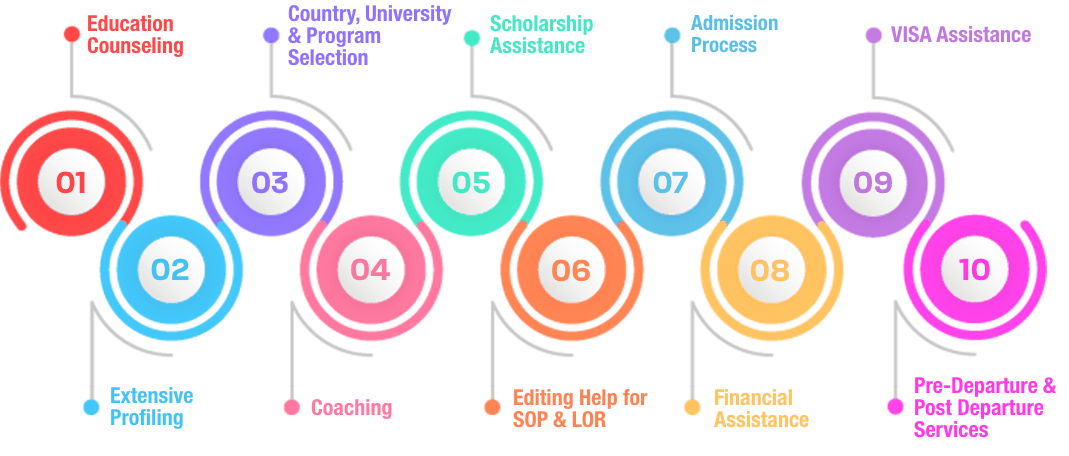 01
Education
Counseling
02
Extensive
Profiling
03
Country, University
& Program
Selection
04
Coaching
05
Scholarship
Assistance
06
Editing Help for
SOP & LOR
07
Admission
Process
08
Financial
Assistance
09
VISA Assistance
10
Pre-Departure &
Post Departure
Services